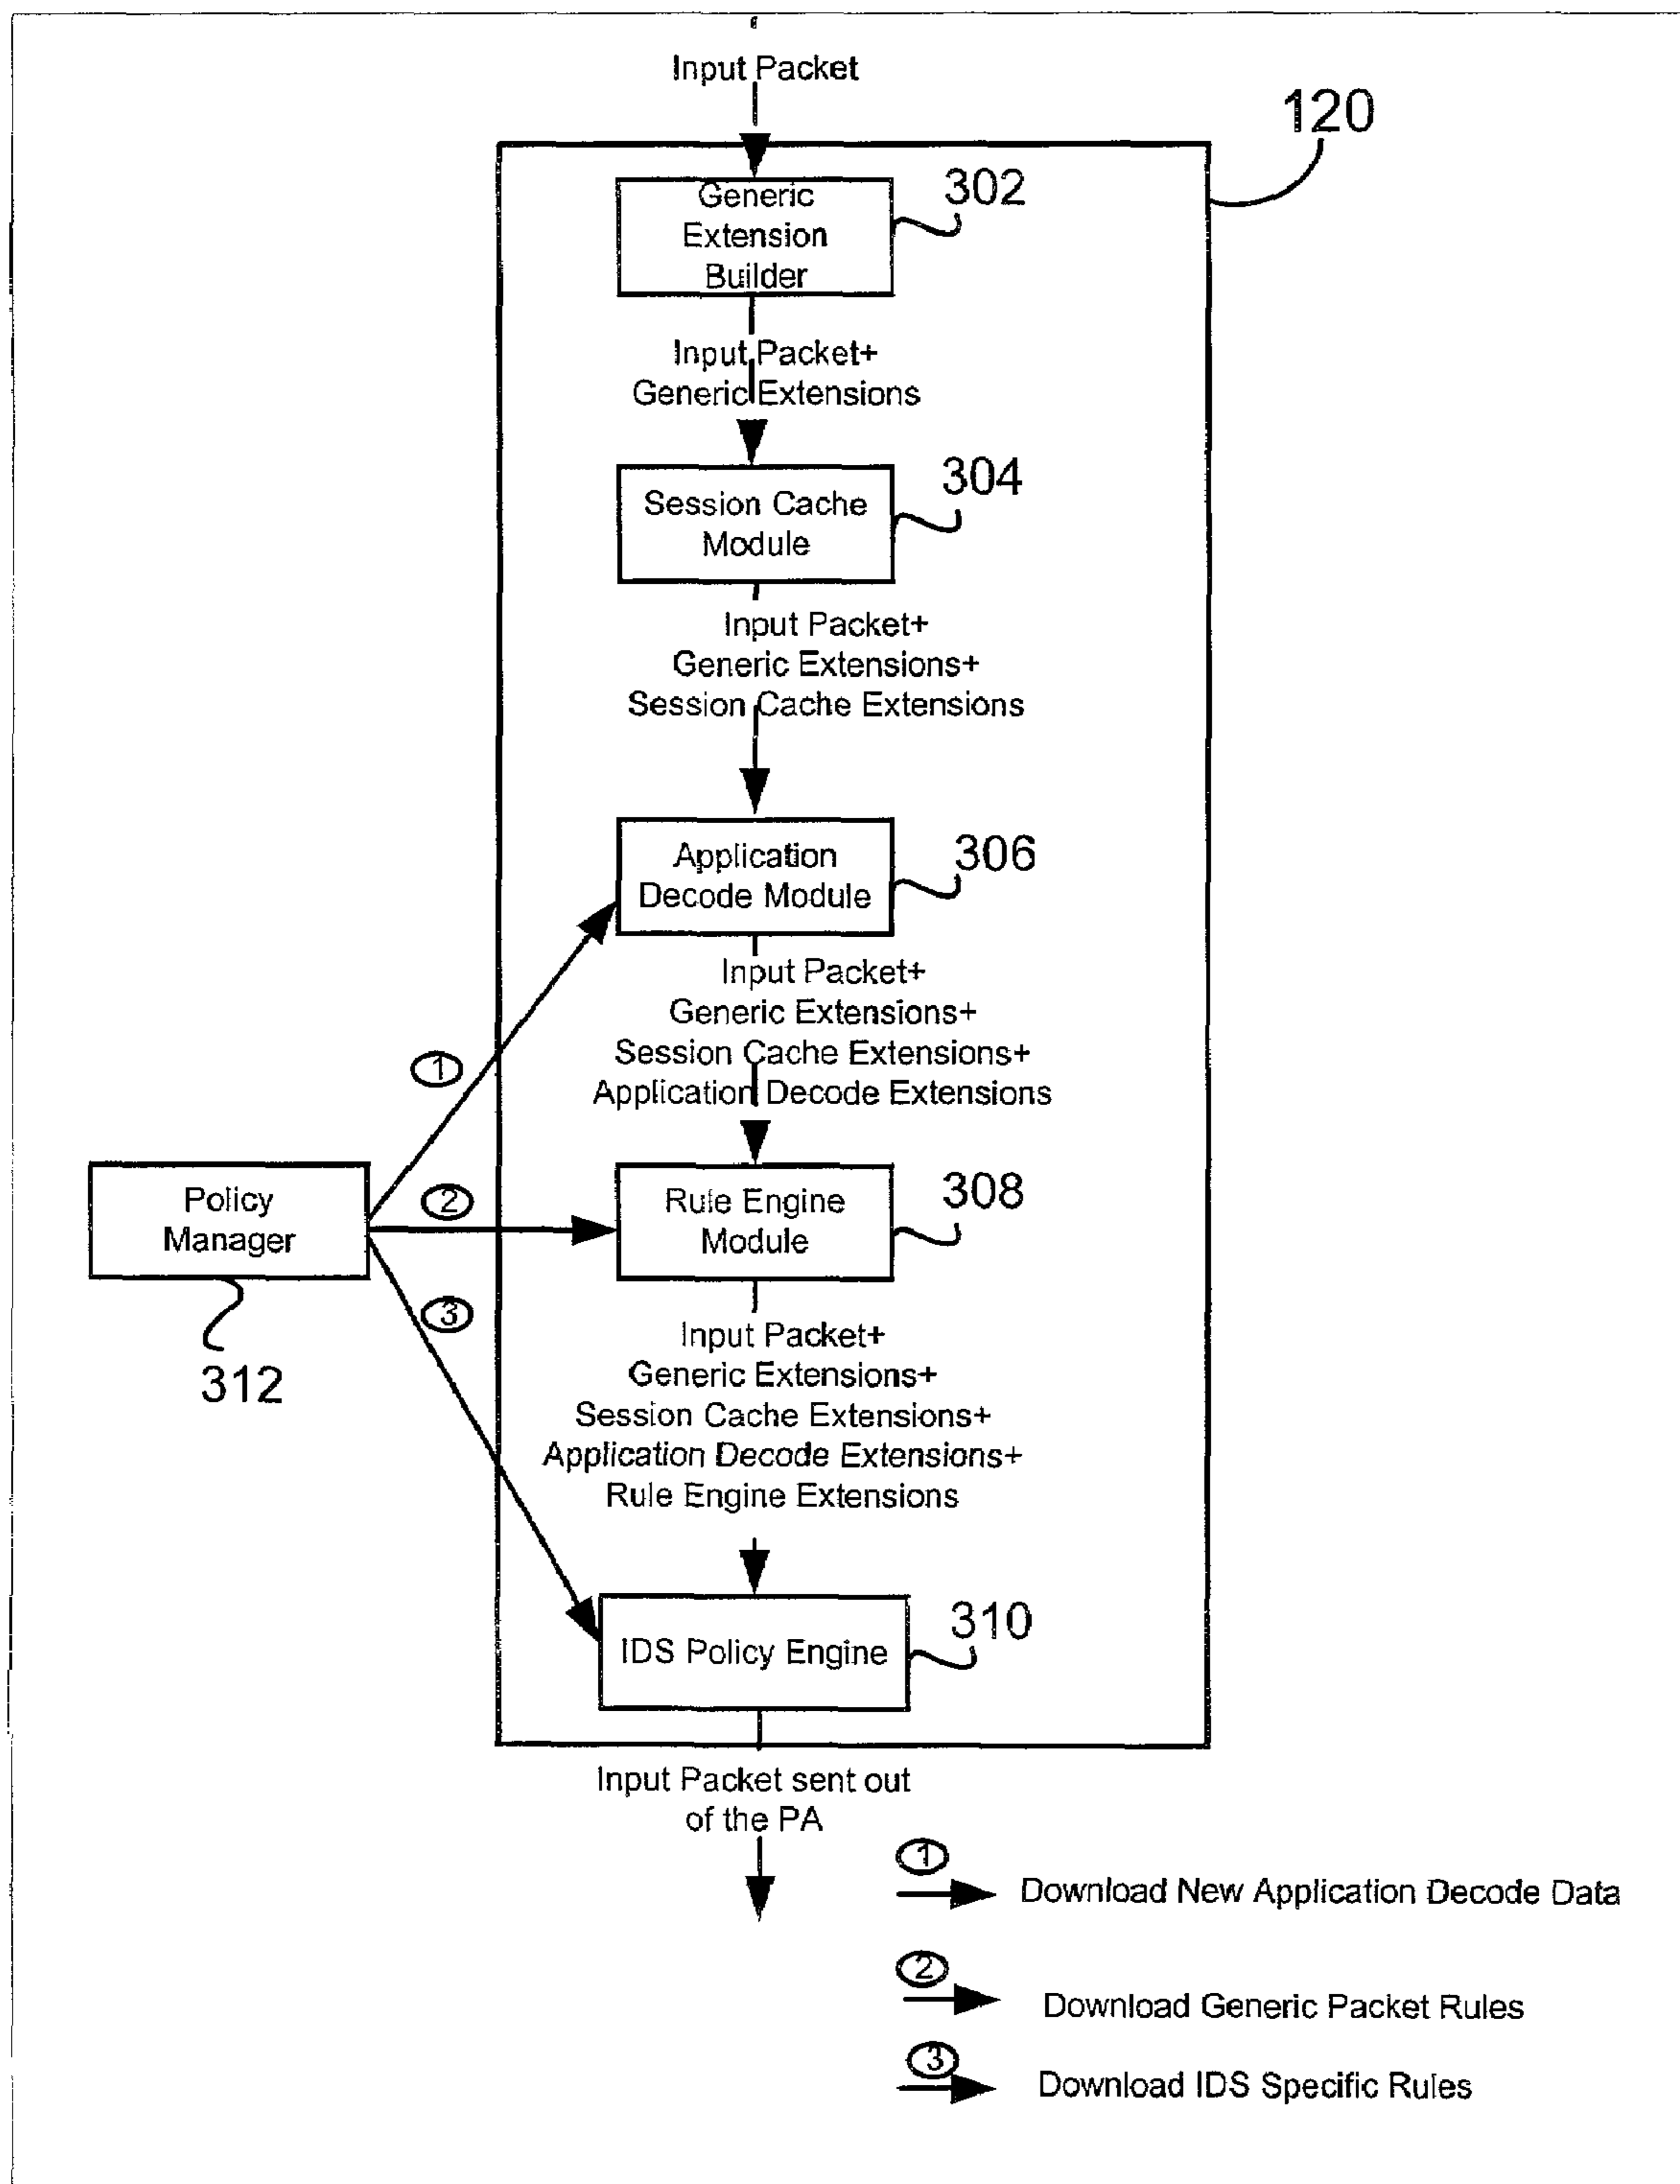 Input Packet
120
Generic
Extension
Builder
302
Input Packet+
Generic Extensions
Session Cache
Module
304
Input Packet+
Generic Extensions+
Session Cache Extensions
Application
Decode Module
306
Input Packet+
Generic Extensions+
Session Cache Extensions+
Application Decode Extensions
1
Policy
Manager
312
2
Rule Engine
Module
308
3
Input Packet+
Generic Extensions+
Session Cache Extensions+
Application Decode Extensions+
Rule Engine Extensions
IDS Policy Engine
310
Input Packet sent out
of the PA
1
Download New Application Decode Data
2
Download Generic Packet Rules
3
Download IDS Specific Rules